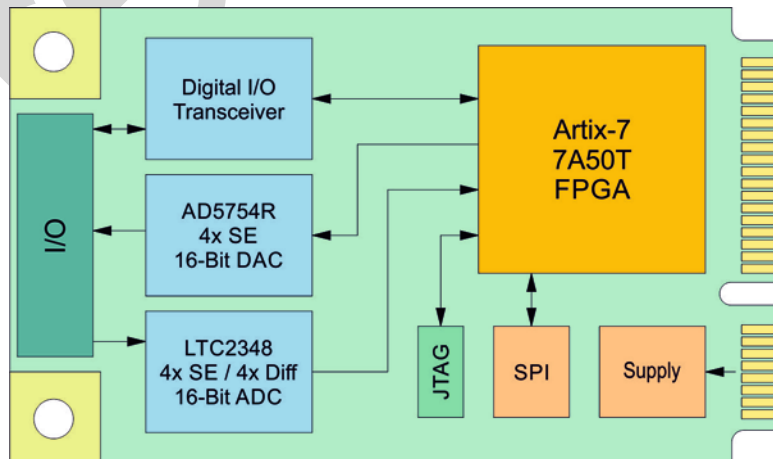 Digital I/O
Transceiver
Artix-7
7A50T
FPGA
I/O
AD5754R
4x SE
16-Bit DAC
LTC2348
4x SE / 4x Diff
16-Bit ADC
JTAG
SPI
Supply